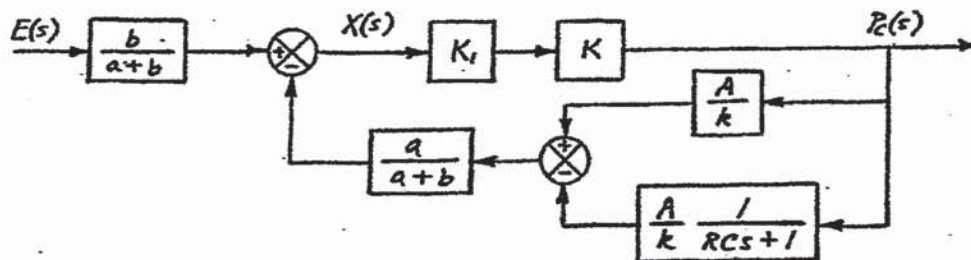 E(s)
b
a+b
+
-
X(s)
K₁
K
Pc(s)
A
k
+
-
a
a+b
A
k
1
RCs+1